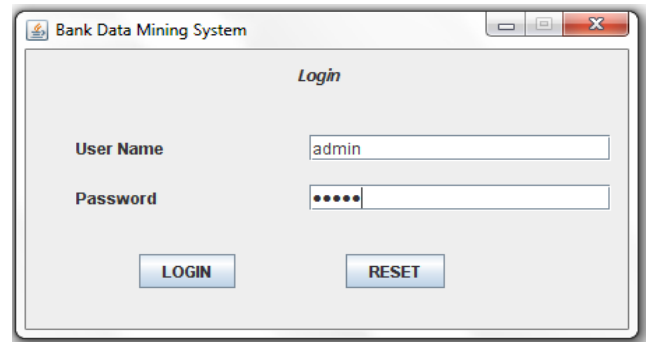 Bank Data Mining System
Login
User Name admin
Password •••••
LOGIN RESET